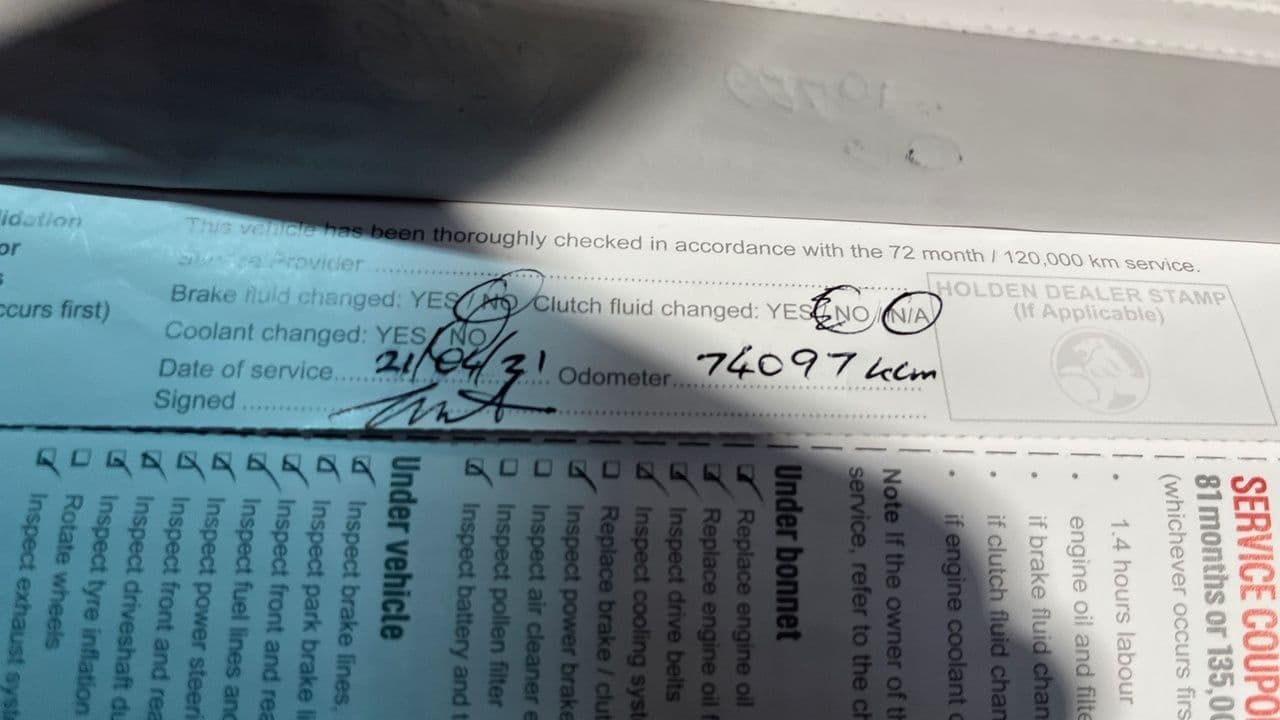 lidation
or
ccurs first)
This vehicle has been thoroughly checked in accordance with the 72 month / 120,000 km service.
Provider
Brake fluid changed: YES / NO Clutch fluid changed: YES / NO / N/A
Coolant changed: YES / NO
Date of service 21/04/21 Odometer 74097 km
Signed
HOLDEN DEALER STAMP
(If Applicable)
SERVICE COUPO
81 months or 135,0
(whichever occurs firs
• 1.4 hours labour
• engine oil and filte
• if brake fluid chan
• if clutch fluid chan
• if engine coolant c
Note If the owner of th
service, refer to the ch
Under bonnet
Replace engine oil
Replace engine oil f
Inspect drive belts
Inspect cooling syst
Replace brake / clut
Inspect power brake
Inspect air cleaner e
Inspect pollen filter
Inspect battery and t
Under vehicle
Inspect brake lines,
Inspect park brake li
Inspect front and rea
Inspect fuel lines and
Inspect power steeri
Inspect front and rea
Inspect driveshaft du
Inspect tyre inflation
Rotate wheels
Inspect exhaust syst